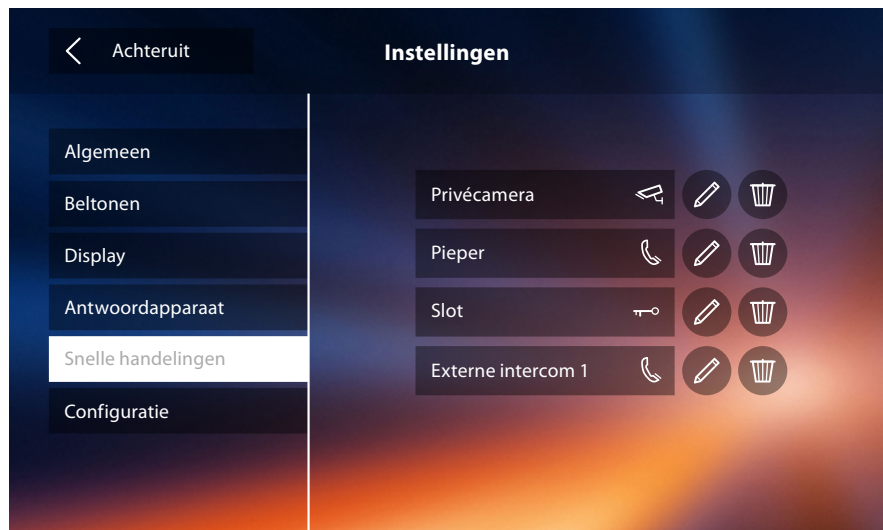 Achteruit
Instellingen
Algemeen
Beltonen
Display
Antwoordapparaat
Snelle handelingen
Configuratie
Privécamera
Pieper
Slot
Externe intercom 1